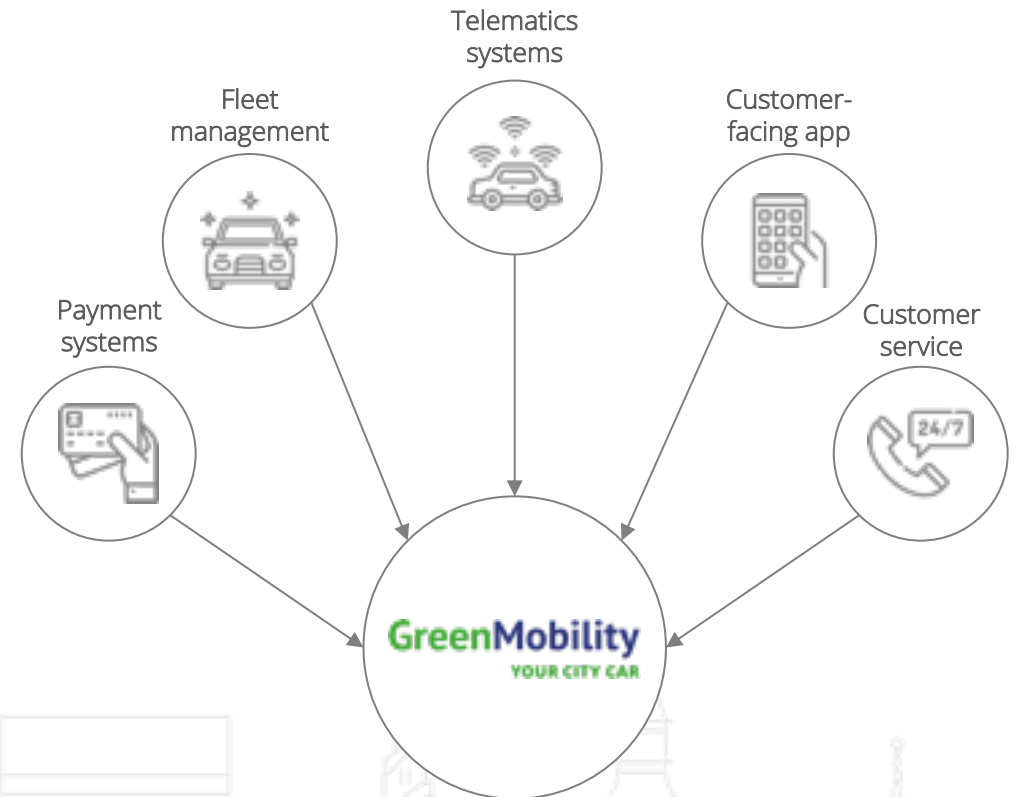 Telematics
systems
Fleet
management
Customer-
facing app
Payment
systems
Customer
service
24/7
GreenMobility
YOUR CITY CAR